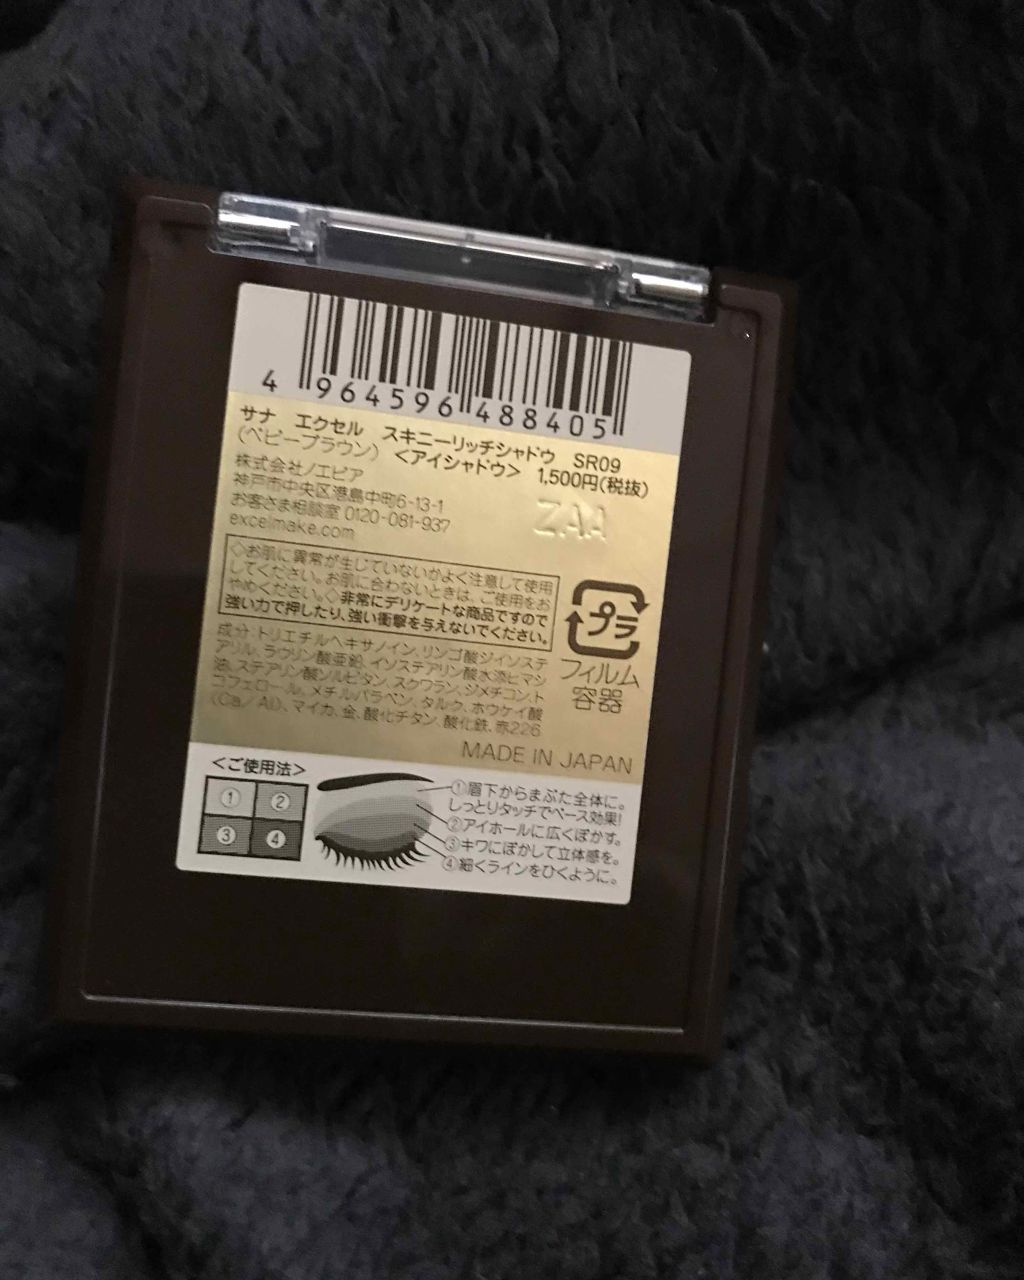 4 964596 488405
サナ エクセル スキニーリッチシャドウ SR09
(ベビーブラウン) <アイシャドウ> 1,500円(税抜)
株式会社ノエビア
神戸市中央区港島中町6-13-1
お客さま相談室 0120-081-937
excelmake.com
ZAA
◇お肌に異常が生じていないかよく注意して使用
してください。お肌に合わないときは、ご使用をお
やめください。◇非常にデリケートな商品ですので
強い力で押したり、強い衝撃を与えないでください。
プラ
フィルム
容器
成分:トリエチルヘキサノイン、リンゴ酸ジイソステ
アリル、ラウリン酸亜鉛、イソステアリン酸水添ヒマシ
油、ステアリン酸ソルビタン、スクワラン、ジメチコン、ト
コフェロール、メチルパラベン、タルク、ホウケイ酸
(Ca/Al)、マイカ、金、酸化チタン、酸化鉄、赤226
MADE IN JAPAN
<ご使用法>
① ②
③ ④
①眉下からまぶた全体に。
しっとりタッチでベース効果!
②アイホールに広くぼかす。
③キワにぼかして立体感を。
④細くラインをひくように。